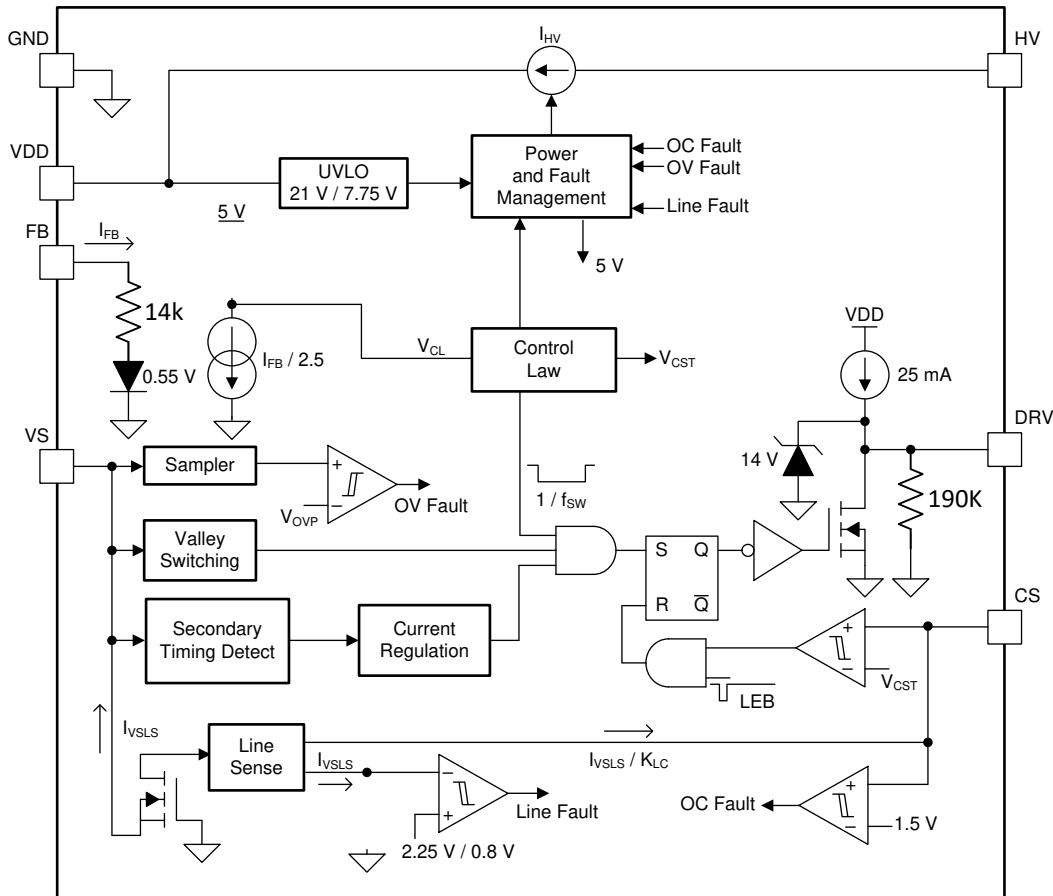 GND
I_HV
HV
VDD
UVLO
21 V / 7.75 V
Power
and Fault
Management
OC Fault
OV Fault
Line Fault
5 V
5 V
FB
I_FB
14k
0.55 V
I_FB / 2.5
V_CL
Control
Law
V_CST
VDD
25 mA
DRV
14 V
190K
VS
Sampler
+
−
V_OVP
OV Fault
1 / f_SW
Valley
Switching
S Q
R Q̅
Secondary
Timing Detect
Current
Regulation
CS
+
−
V_CST
LEB
I_VSLS
Line
Sense
I_VSLS
I_VSLS / K_LC
−
+
Line Fault
2.25 V / 0.8 V
OC Fault
+
−
1.5 V